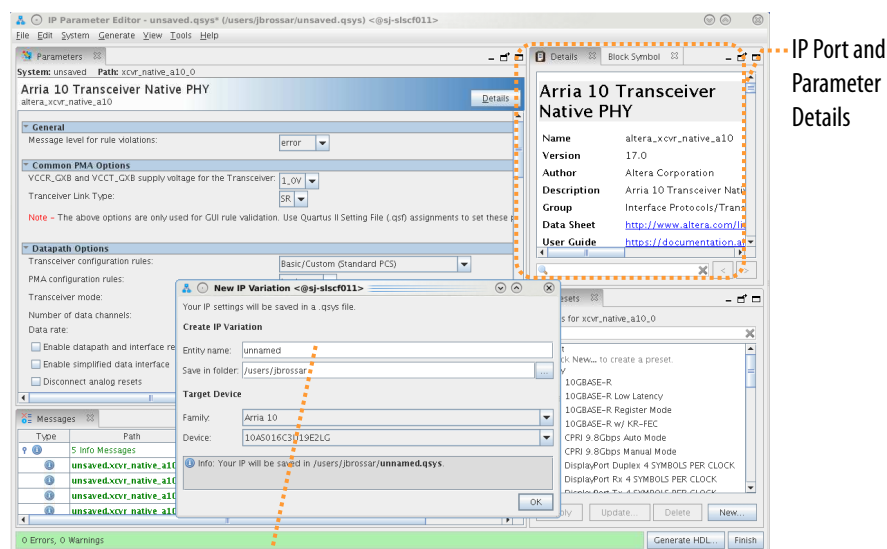 IP Parameter Editor - unsaved.qsys* (/users/jbrossar/unsaved.qsys) <@sj-slscf011>
File Edit System Generate View Tools Help
Parameters
System: unsaved Path: xcvr_native_a10_0
Arria 10 Transceiver Native PHY
altera_xcvr_native_a10
Details
General
Message level for rule violations: error
Common PMA Options
VCCR_GXB and VCCT_GXB supply voltage for the Transceiver: 1_0V
Tranceiver Link Type: SR
Note - The above options are only used for GUI rule validation. Use Quartus II Setting File (.qsf) assignments to set these
Datapath Options
Transceiver configuration rules: Basic/Custom (Standard PCS)
PMA configuration rules:
Transceiver mode:
Number of data channels:
Data rate:
Enable datapath and interface re
Enable simplified data interface
Disconnect analog resets
Messages
Type Path
5 Info Messages
unsaved.xcvr_native_a10
unsaved.xcvr_native_a10
unsaved.xcvr_native_a10
unsaved.xcvr_native_a10
0 Errors, 0 Warnings
Generate HDL... Finish
Details Block Symbol
Arria 10 Transceiver
Native PHY
Name altera_xcvr_native_a10
Version 17.0
Author Altera Corporation
Description Arria 10 Transceiver Nati
Group Interface Protocols/Trans
Data Sheet http://www.altera.com/
User Guide https://documentation.
IP Port and
Parameter
Details
esets
s for xcvr_native_a10_0
ck New... to create a preset.
10GBASE-R
10GBASE-R Low Latency
10GBASE-R Register Mode
10GBASE-R w/ KR-FEC
CPRI 9.8Gbps Auto Mode
CPRI 9.8Gbps Manual Mode
DisplayPort Duplex 4 SYMBOLS PER CLOCK
DisplayPort Rx 4 SYMBOLS PER CLOCK
DisplayPort Tx 4 SYMBOLS PER CLOCK
Update... Delete New...
New IP Variation <@sj-slscf011>
Your IP settings will be saved in a .qsys file.
Create IP Variation
Entity name: unnamed
Save in folder: /users/jbrossar
...
Target Device
Family: Arria 10
Device: 10AS016C3U19E2LG
Info: Your IP will be saved in /users/jbrossar/unnamed.qsys.
OK